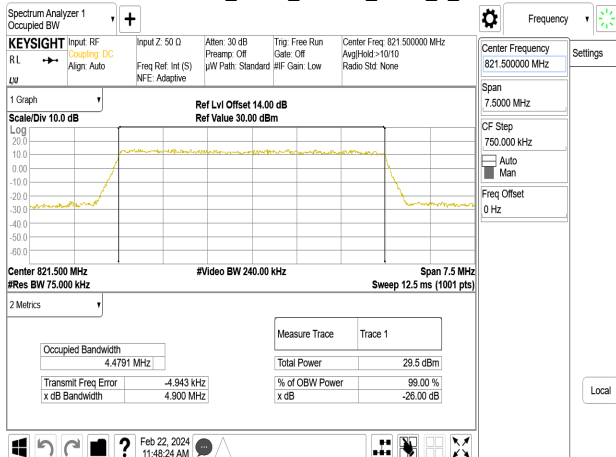 Spectrum Analyzer 1
Occupied BW
Frequency
KEYSIGHT
RL
Input: RF
Coupling: DC
Align: Auto
Input Z: 50 Ω
Freq Ref: Int (S)
NFE: Adaptive
Atten: 30 dB
Preamp: Off
µW Path: Standard
Trig: Free Run
Gate: Off
#IF Gain: Low
Center Freq: 821.500000 MHz
Avg|Hold:>10/10
Radio Std: None
1 Graph
Scale/Div 10.0 dB
Ref Lvl Offset 14.00 dB
Ref Value 30.00 dBm
Log
20.0
10.0
0.00
-10.0
-20.0
-30.0
-40.0
-50.0
-60.0
Center 821.500 MHz
#Res BW 75.000 kHz
#Video BW 240.00 kHz
Span 7.5 MHz
Sweep 12.5 ms (1001 pts)
2 Metrics
Measure Trace
Trace 1
Occupied Bandwidth
4.4791 MHz
Total Power
29.5 dBm
Transmit Freq Error
-4.943 kHz
% of OBW Power
99.00 %
x dB Bandwidth
4.900 MHz
x dB
-26.00 dB
Feb 22, 2024
11:48:24 AM
Center Frequency
821.500000 MHz
Settings
Span
7.5000 MHz
CF Step
750.000 kHz
Auto
Man
Freq Offset
0 Hz
Local